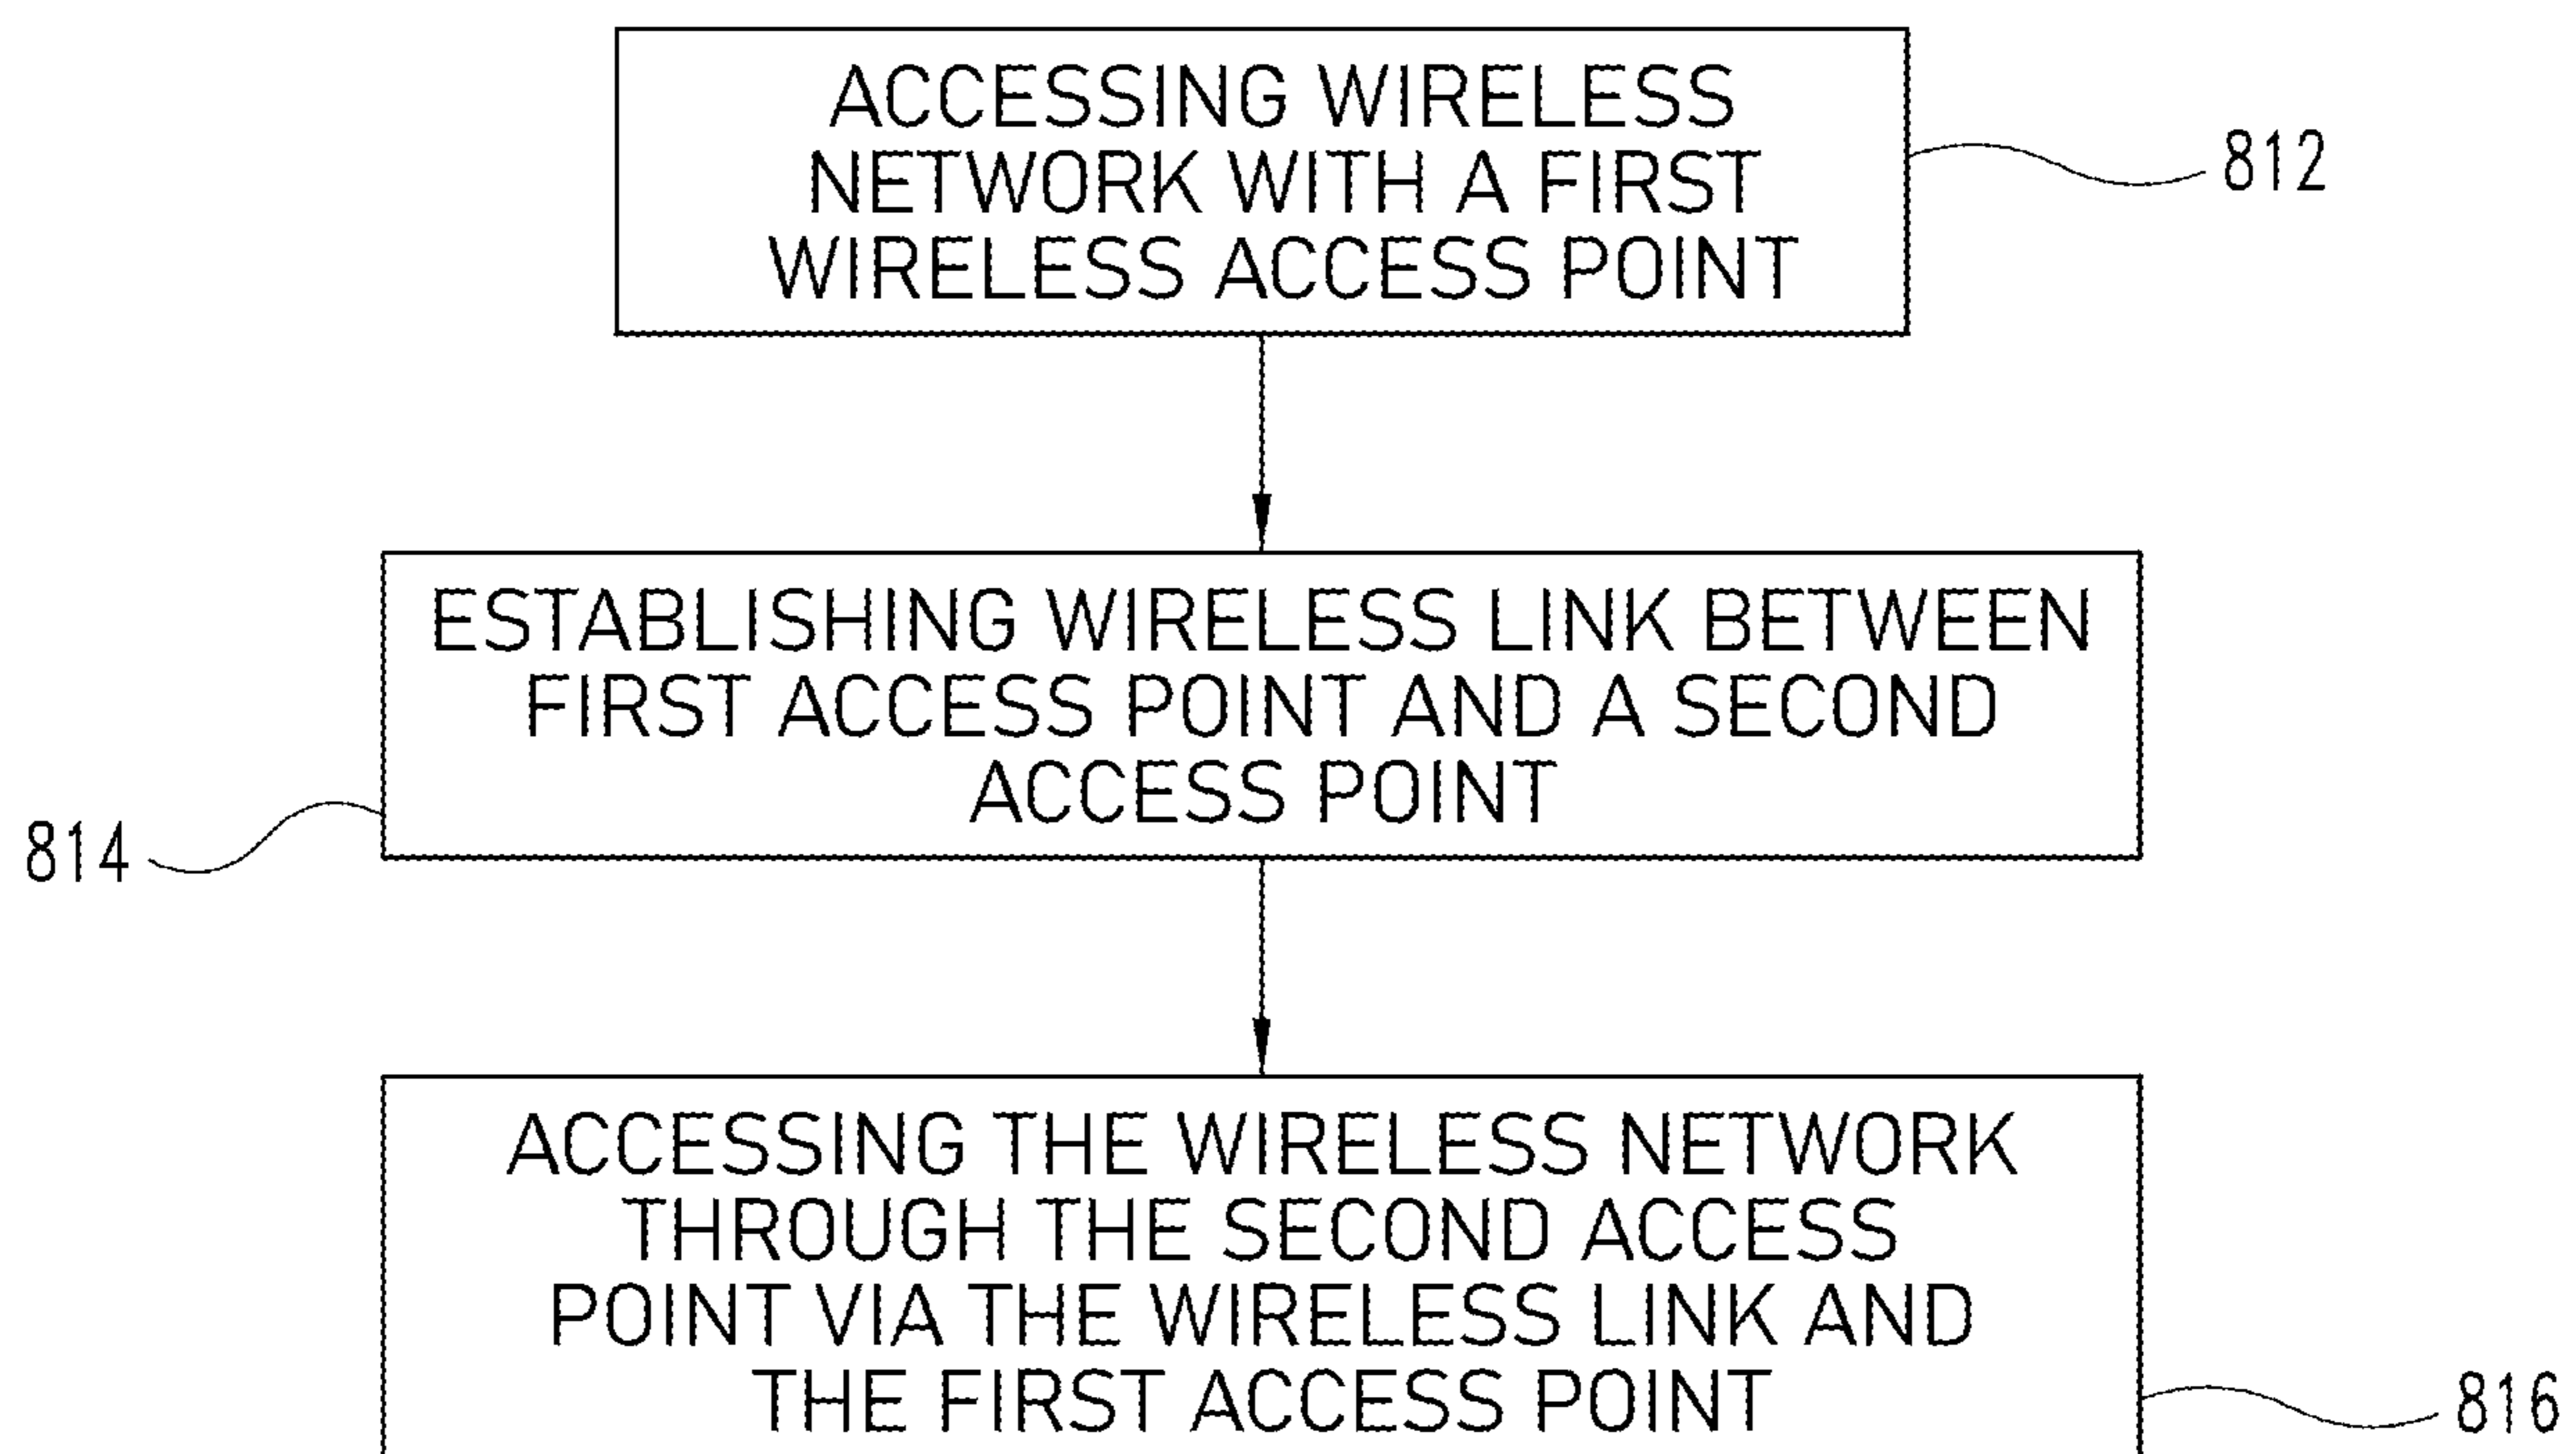 ACCESSING WIRELESS
NETWORK WITH A FIRST
WIRELESS ACCESS POINT
812
ESTABLISHING WIRELESS LINK BETWEEN
FIRST ACCESS POINT AND A SECOND
ACCESS POINT
814
ACCESSING THE WIRELESS NETWORK
THROUGH THE SECOND ACCESS
POINT VIA THE WIRELESS LINK AND
THE FIRST ACCESS POINT
816